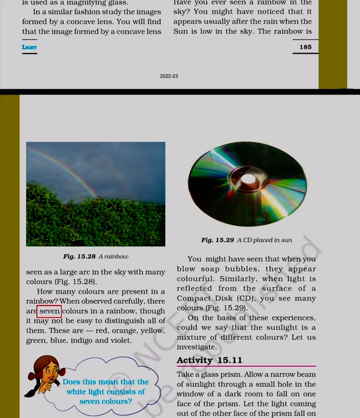 is used as a magnifying glass.
In a similar fashion study the images
formed by a concave lens. You will find
that the image formed by a concave lens
Have you ever seen a rainbow in the
sky? You might have noticed that it
appears usually after the rain when the
Sun is low in the sky. The rainbow is
LIGHT
185
2022-23
Fig. 15.28 A rainbow
seen as a large arc in the sky with many
colours (Fig. 15.28).
How many colours are present in a
rainbow? When observed carefully, there
are seven colours in a rainbow, though
it may not be easy to distinguish all of
them. These are — red, orange, yellow,
green, blue, indigo and violet.
Does this mean that the
white light consists of
seven colours?
Fig. 15.29 A CD placed in sun
You might have seen that when you
blow soap bubbles, they appear
colourful. Similarly, when light is
reflected from the surface of a
Compact Disk (CD), you see many
colours (Fig. 15.29).
On the basis of these experiences,
could we say that the sunlight is a
mixture of different colours? Let us
investigate.
Activity 15.11
Take a glass prism. Allow a narrow beam
of sunlight through a small hole in the
window of a dark room to fall on one
face of the prism. Let the light coming
out of the other face of the prism fall on